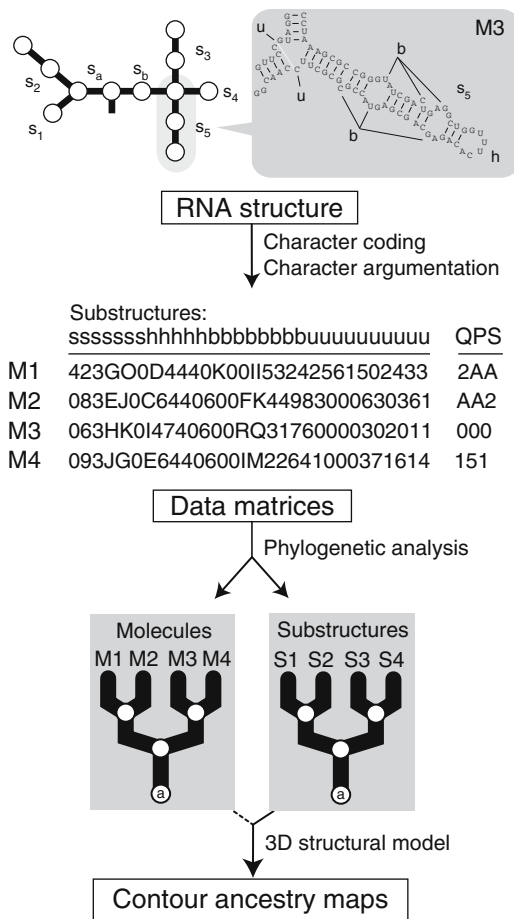 M3
s3
s2
sa
sb
s4
s1
s5
u
u
b
b
s5
h
RNA structure
Character coding
Character argumentation
Substructures:
ssssssshhhhhbbbbbbbbbuuuuuuuuuuu QPS
M1 423GO0D4440K00II53242561502433 2AA
M2 083EJ0C6440600FK44983000630361 AA2
M3 063HK0I4740600RQ31760000302011 000
M4 093JG0E6440600IM22641000371614 151
Data matrices
Phylogenetic analysis
Molecules
M1 M2 M3 M4
a
Substructures
S1 S2 S3 S4
a
3D structural model
Contour ancestry maps